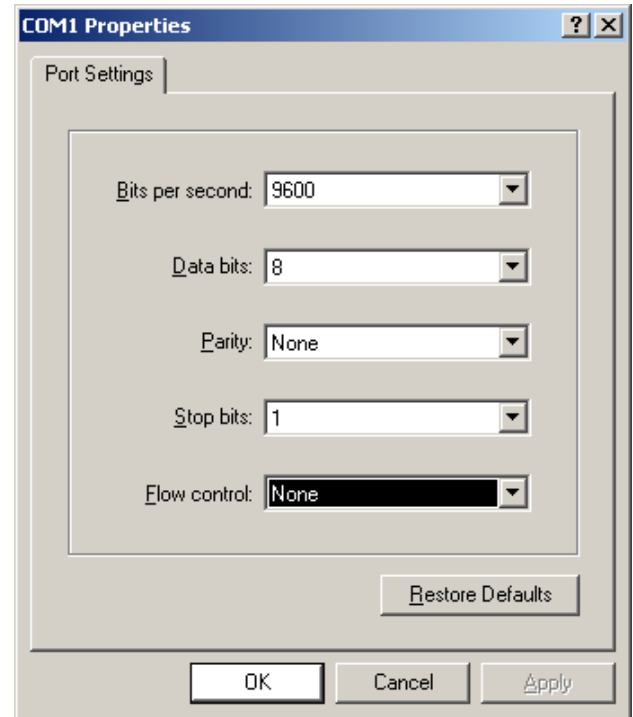 COM1 Properties
Port Settings
Bits per second: 9600
Data bits: 8
Parity: None
Stop bits: 1
Flow control: None
Restore Defaults
OK Cancel Apply